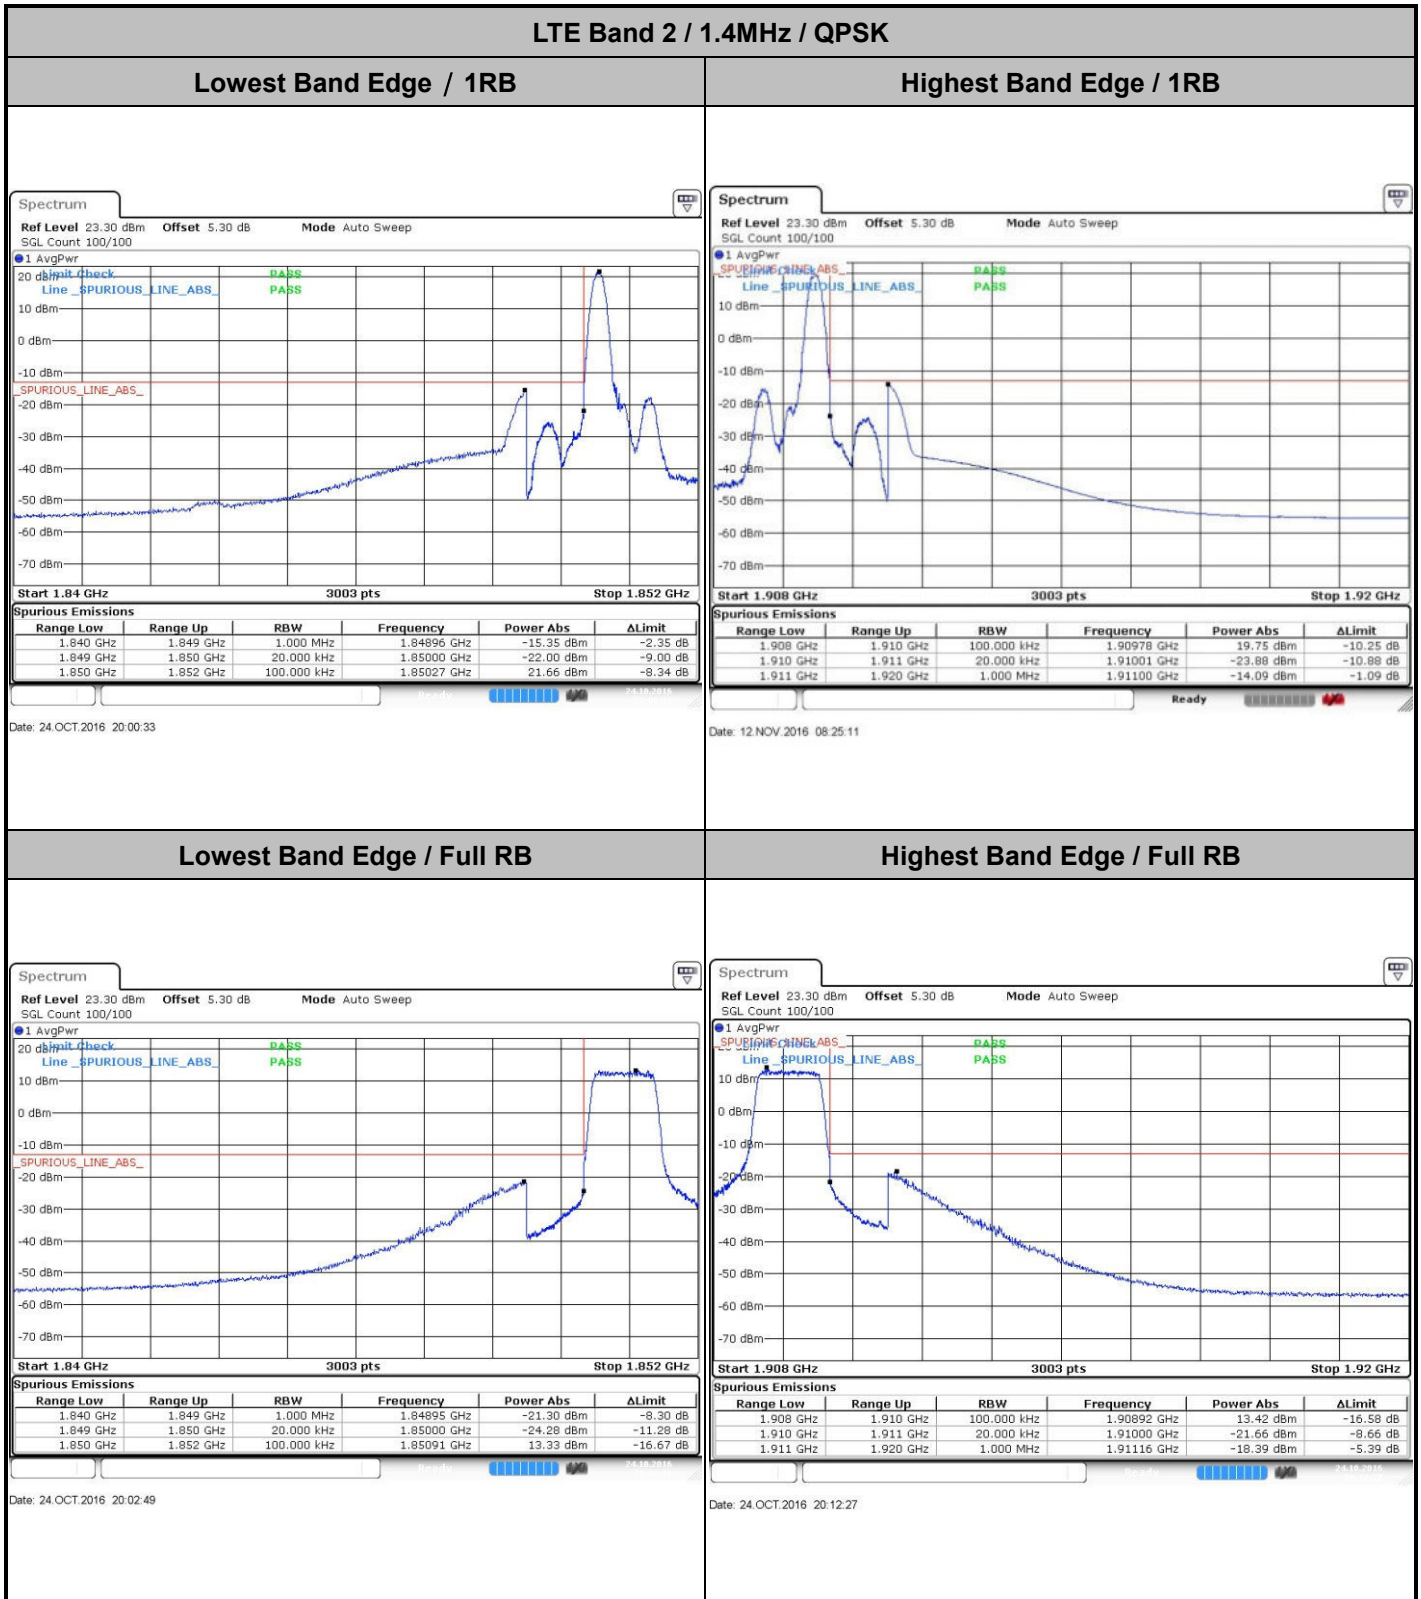 LTE Band 2 / 1.4MHz / QPSK
Lowest Band Edge / 1RB
Spectrum
Ref Level 23.30 dBm Offset 5.30 dB Mode Auto Sweep
SGL Count 100/100
1 AvgPwr
20 dBm
Limit Check PASS
Line _SPURIOUS_LINE_ABS_ PASS
10 dBm
0 dBm
-10 dBm
_SPURIOUS_LINE_ABS_
-20 dBm
-30 dBm
-40 dBm
-50 dBm
-60 dBm
-70 dBm
Start 1.84 GHz 3003 pts Stop 1.852 GHz
Spurious Emissions
Range Low Range Up RBW Frequency Power Abs ΔLimit
1.840 GHz 1.849 GHz 1.000 MHz 1.84896 GHz -15.35 dBm -2.35 dB
1.849 GHz 1.850 GHz 20.000 kHz 1.85000 GHz -22.00 dBm -9.00 dB
1.850 GHz 1.852 GHz 100.000 kHz 1.85027 GHz 21.66 dBm -8.34 dB
Ready 24.10.2016
Date: 24.OCT.2016 20:00:33
Highest Band Edge / 1RB
Spectrum
Ref Level 23.30 dBm Offset 5.30 dB Mode Auto Sweep
SGL Count 100/100
1 AvgPwr
_SPURIOUS_LINE_ABS_
Limit Check PASS
Line _SPURIOUS_LINE_ABS_ PASS
10 dBm
0 dBm
-10 dBm
-20 dBm
-30 dBm
-40 dBm
-50 dBm
-60 dBm
-70 dBm
Start 1.908 GHz 3003 pts Stop 1.92 GHz
Spurious Emissions
Range Low Range Up RBW Frequency Power Abs ΔLimit
1.908 GHz 1.910 GHz 100.000 kHz 1.90978 GHz 19.75 dBm -10.25 dB
1.910 GHz 1.911 GHz 20.000 kHz 1.91001 GHz -23.88 dBm -10.88 dB
1.911 GHz 1.920 GHz 1.000 MHz 1.91100 GHz -14.09 dBm -1.09 dB
Ready
Date: 12.NOV.2016 08:25:11
Lowest Band Edge / Full RB
Spectrum
Ref Level 23.30 dBm Offset 5.30 dB Mode Auto Sweep
SGL Count 100/100
1 AvgPwr
20 dBm
Limit Check PASS
Line _SPURIOUS_LINE_ABS_ PASS
10 dBm
0 dBm
-10 dBm
_SPURIOUS_LINE_ABS_
-20 dBm
-30 dBm
-40 dBm
-50 dBm
-60 dBm
-70 dBm
Start 1.84 GHz 3003 pts Stop 1.852 GHz
Spurious Emissions
Range Low Range Up RBW Frequency Power Abs ΔLimit
1.840 GHz 1.849 GHz 1.000 MHz 1.84895 GHz -21.30 dBm -8.30 dB
1.849 GHz 1.850 GHz 20.000 kHz 1.85000 GHz -24.28 dBm -11.28 dB
1.850 GHz 1.852 GHz 100.000 kHz 1.85091 GHz 13.33 dBm -16.67 dB
Ready 24.10.2016
Date: 24.OCT.2016 20:02:49
Highest Band Edge / Full RB
Spectrum
Ref Level 23.30 dBm Offset 5.30 dB Mode Auto Sweep
SGL Count 100/100
1 AvgPwr
_SPURIOUS_LINE_ABS_
Limit Check PASS
Line _SPURIOUS_LINE_ABS_ PASS
10 dBm
0 dBm
-10 dBm
-20 dBm
-30 dBm
-40 dBm
-50 dBm
-60 dBm
-70 dBm
Start 1.908 GHz 3003 pts Stop 1.92 GHz
Spurious Emissions
Range Low Range Up RBW Frequency Power Abs ΔLimit
1.908 GHz 1.910 GHz 100.000 kHz 1.90892 GHz 13.42 dBm -16.58 dB
1.910 GHz 1.911 GHz 20.000 kHz 1.91000 GHz -21.66 dBm -8.66 dB
1.911 GHz 1.920 GHz 1.000 MHz 1.91116 GHz -18.39 dBm -5.39 dB
Ready 24.10.2016
Date: 24.OCT.2016 20:12:27